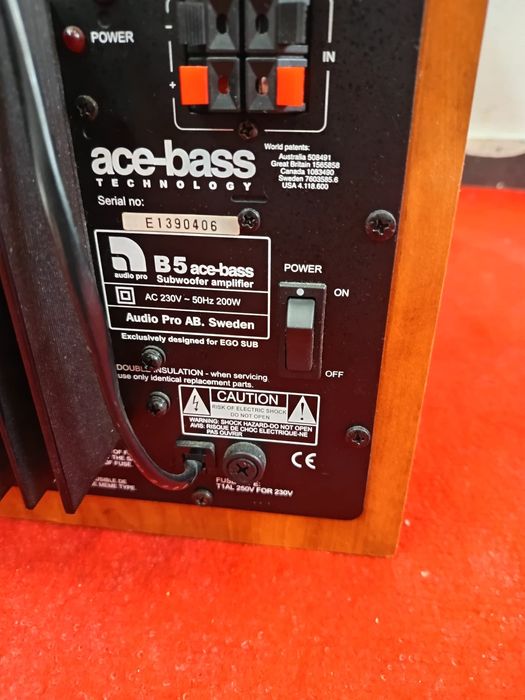 POWER
-
+
IN
ace-bass
TECHNOLOGY
World patents:
Australia 508491
Great Britain 1565858
Canada 1083490
Sweden 7603585.6
USA 4.118.600
Serial no:
E1390406
audio pro
B5 ace-bass
Subwoofer amplifier
AC 230V ~ 50Hz 200W
Audio Pro AB. Sweden
Exclusively designed for EGO SUB
POWER
ON
OFF
DOUBLE INSULATION - when servicing
use only identical replacement parts.
CAUTION
RISK OF ELECTRIC SHOCK
DO NOT OPEN
WARNING: SHOCK HAZARD-DO NOT OPEN
AVIS: RISQUE DE CHOC ELECTRIQUE-NE
PAS OUVRIR
CE
T1AL 250V FOR 230V
OF FUSE.
MEME TYPE.